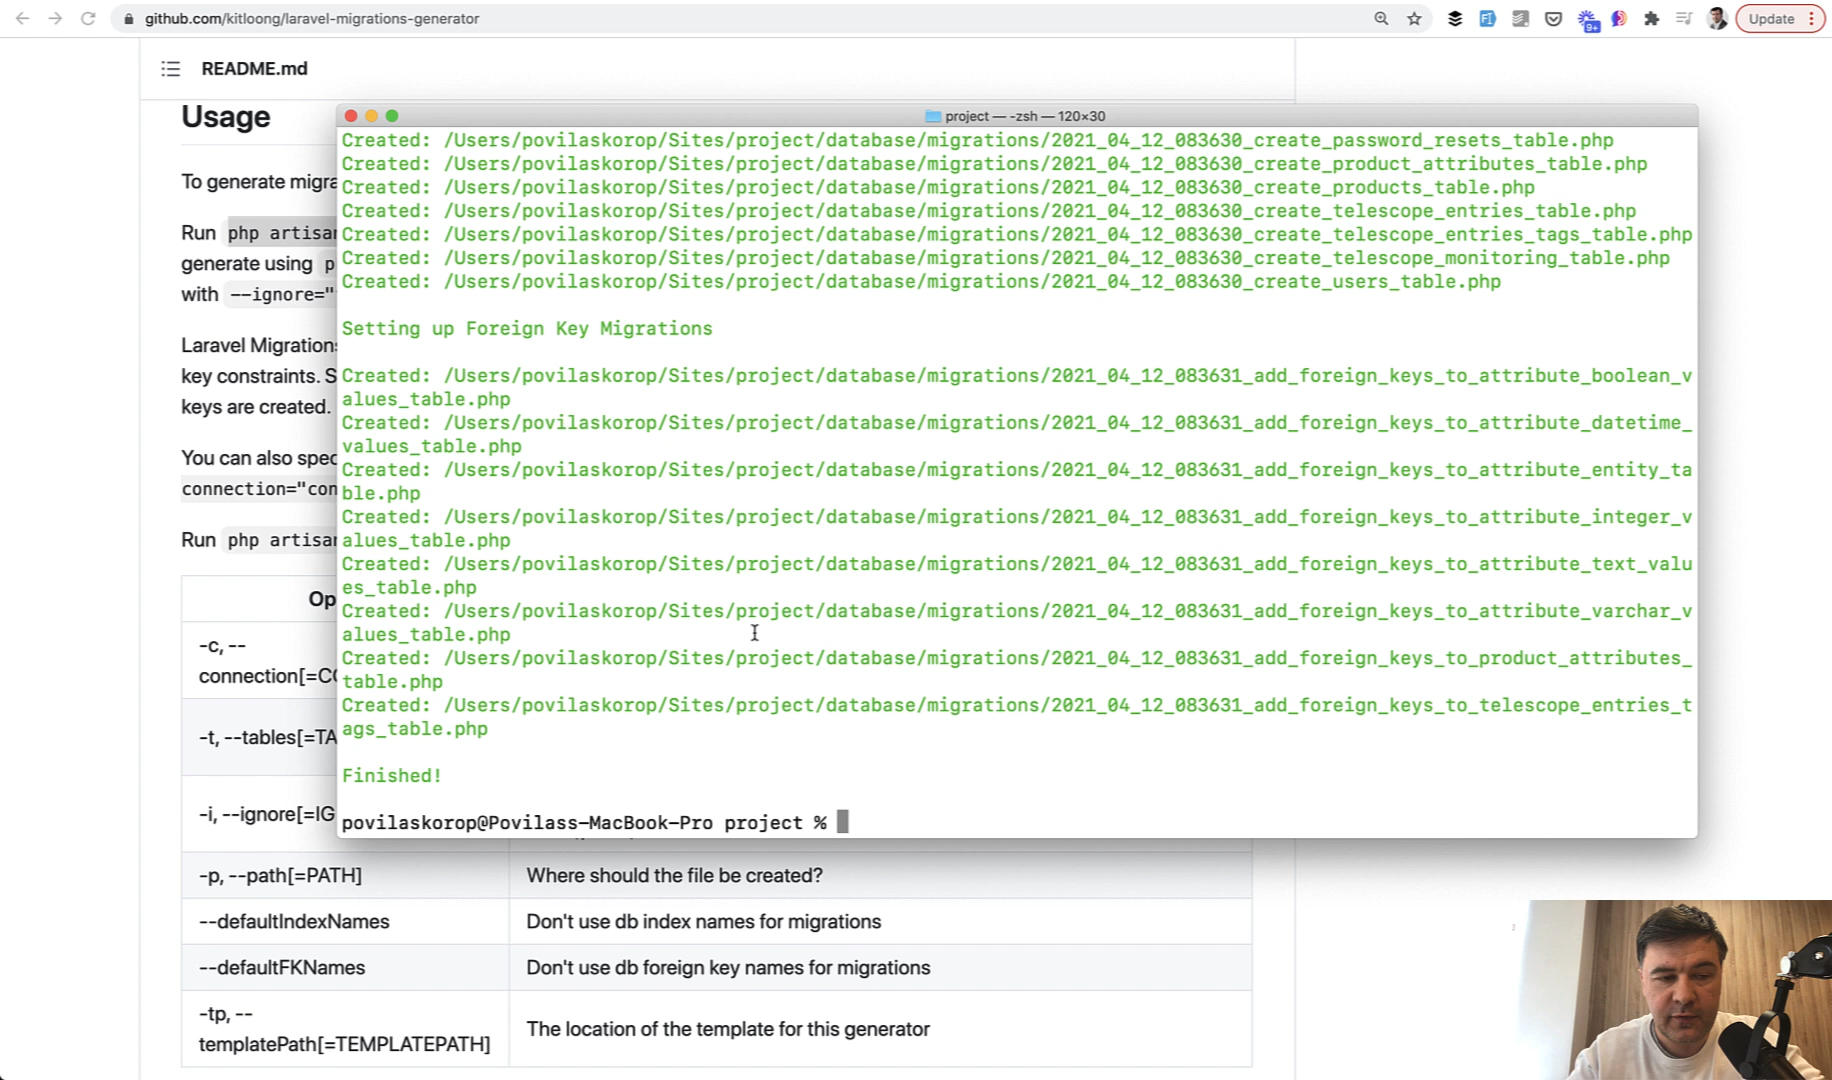 github.com/kitloong/laravel-migrations-generator
9+
Update
README.md
Usage
project — -zsh — 120×30
To generate migra
Run php artisan
generate using p
with --ignore="
Laravel Migrations
key constraints. S
keys are created.
You can also spec
connection="con
Run php artisan
Op
-c, --
connection[=CO
-t, --tables[=TA
-i, --ignore[=IG
Created: /Users/povilaskorop/Sites/project/database/migrations/2021_04_12_083630_create_password_resets_table.php
Created: /Users/povilaskorop/Sites/project/database/migrations/2021_04_12_083630_create_product_attributes_table.php
Created: /Users/povilaskorop/Sites/project/database/migrations/2021_04_12_083630_create_products_table.php
Created: /Users/povilaskorop/Sites/project/database/migrations/2021_04_12_083630_create_telescope_entries_table.php
Created: /Users/povilaskorop/Sites/project/database/migrations/2021_04_12_083630_create_telescope_entries_tags_table.php
Created: /Users/povilaskorop/Sites/project/database/migrations/2021_04_12_083630_create_telescope_monitoring_table.php
Created: /Users/povilaskorop/Sites/project/database/migrations/2021_04_12_083630_create_users_table.php
Setting up Foreign Key Migrations
Created: /Users/povilaskorop/Sites/project/database/migrations/2021_04_12_083631_add_foreign_keys_to_attribute_boolean_v
alues_table.php
Created: /Users/povilaskorop/Sites/project/database/migrations/2021_04_12_083631_add_foreign_keys_to_attribute_datetime_
values_table.php
Created: /Users/povilaskorop/Sites/project/database/migrations/2021_04_12_083631_add_foreign_keys_to_attribute_entity_ta
ble.php
Created: /Users/povilaskorop/Sites/project/database/migrations/2021_04_12_083631_add_foreign_keys_to_attribute_integer_v
alues_table.php
Created: /Users/povilaskorop/Sites/project/database/migrations/2021_04_12_083631_add_foreign_keys_to_attribute_text_valu
es_table.php
Created: /Users/povilaskorop/Sites/project/database/migrations/2021_04_12_083631_add_foreign_keys_to_attribute_varchar_v
alues_table.php
Created: /Users/povilaskorop/Sites/project/database/migrations/2021_04_12_083631_add_foreign_keys_to_product_attributes_
table.php
Created: /Users/povilaskorop/Sites/project/database/migrations/2021_04_12_083631_add_foreign_keys_to_telescope_entries_t
ags_table.php
Finished!
povilaskorop@Povilass-MacBook-Pro project %
-p, --path[=PATH] Where should the file be created?
--defaultIndexNames Don't use db index names for migrations
--defaultFKNames Don't use db foreign key names for migrations
-tp, --
templatePath[=TEMPLATEPATH] The location of the template for this generator